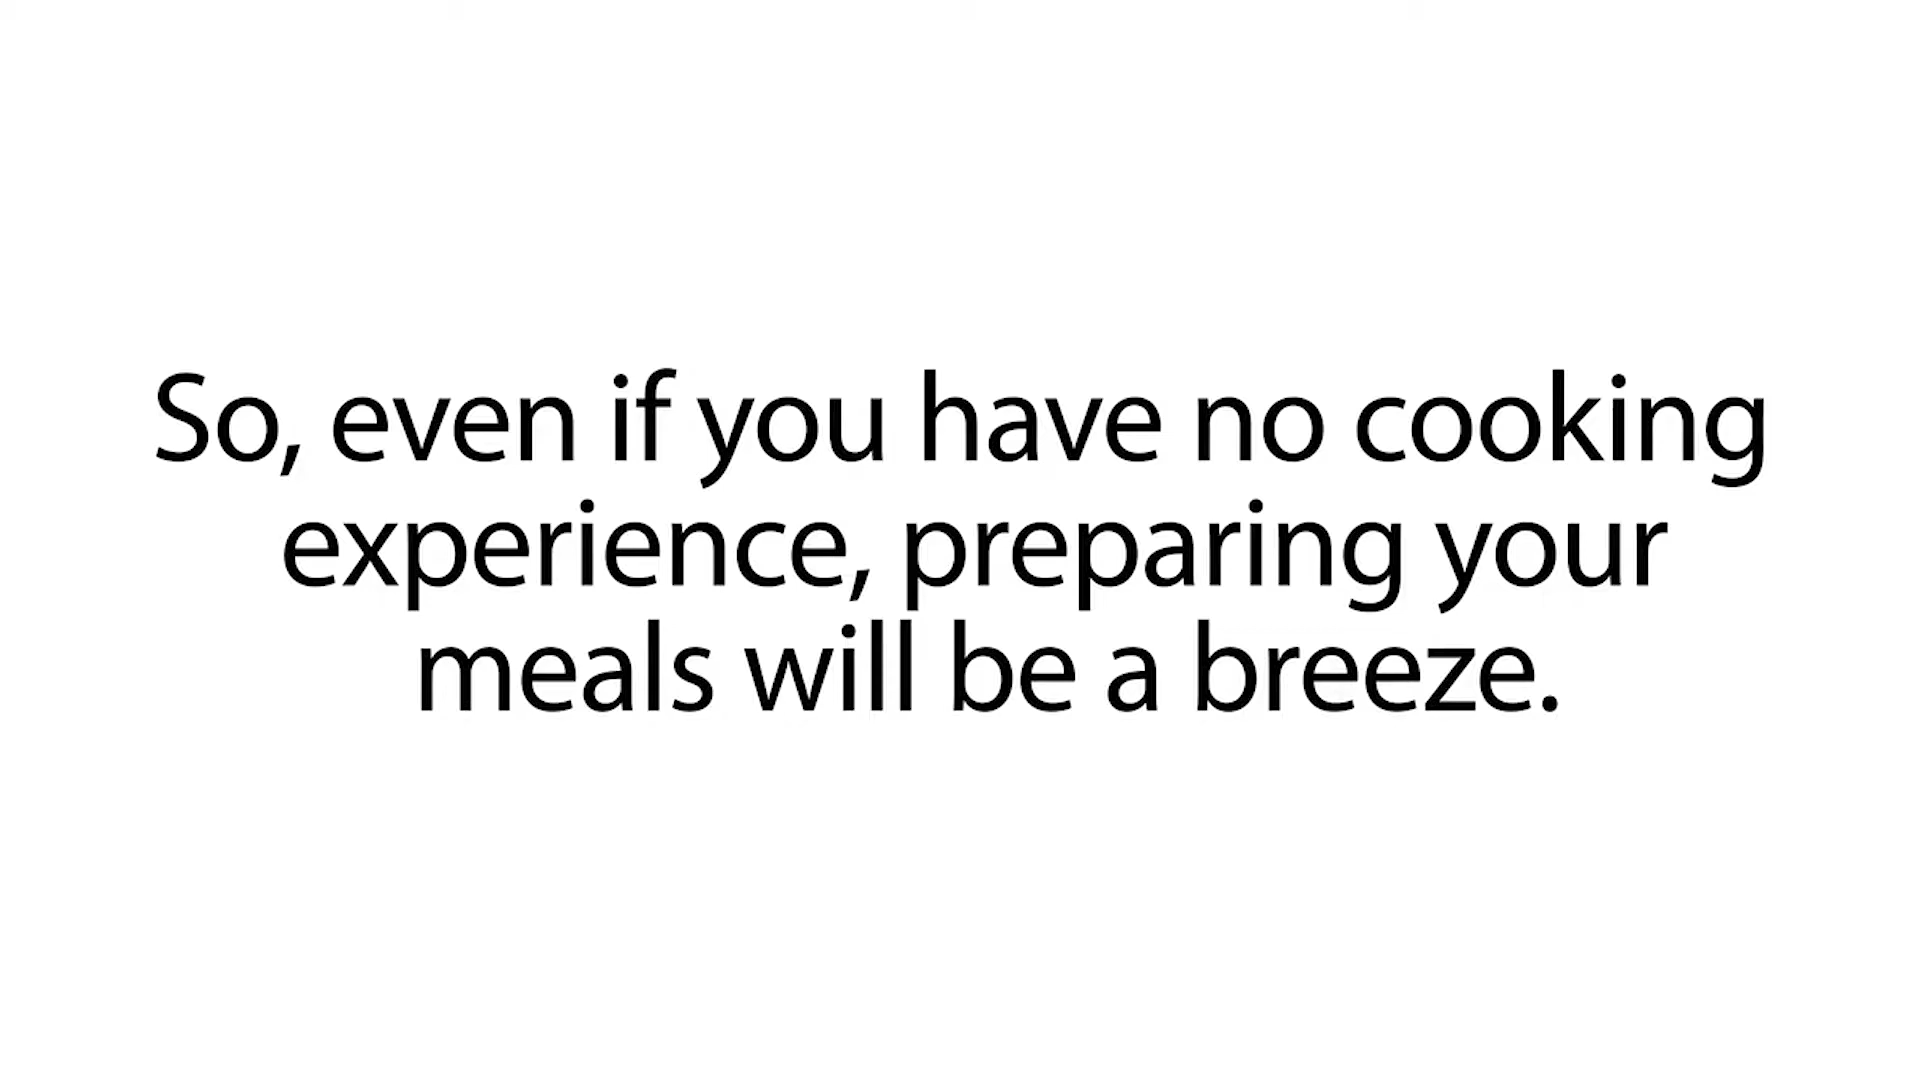 So, even if you have no cooking
experience, preparing your
meals will be a breeze.